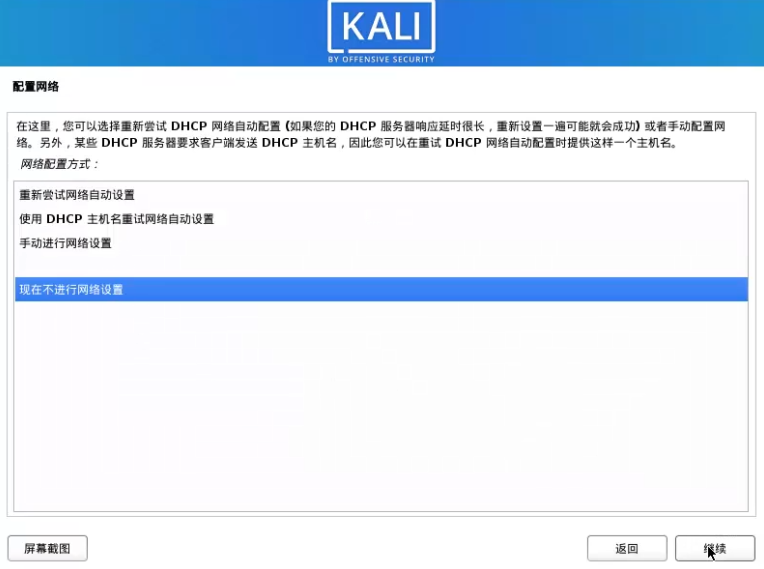 KALI
BY OFFENSIVE SECURITY
配置网络
在这里，您可以选择重新尝试 DHCP 网络自动配置 (如果您的 DHCP 服务器响应延时很长，重新设置一遍可能就会成功) 或者手动配置网
络。另外，某些 DHCP 服务器要求客户端发送 DHCP 主机名，因此您可以在重试 DHCP 网络自动配置时提供这样一个主机名。
网络配置方式：
重新尝试网络自动设置
使用 DHCP 主机名重试网络自动设置
手动进行网络设置
现在不进行网络设置
屏幕截图
返回
继续